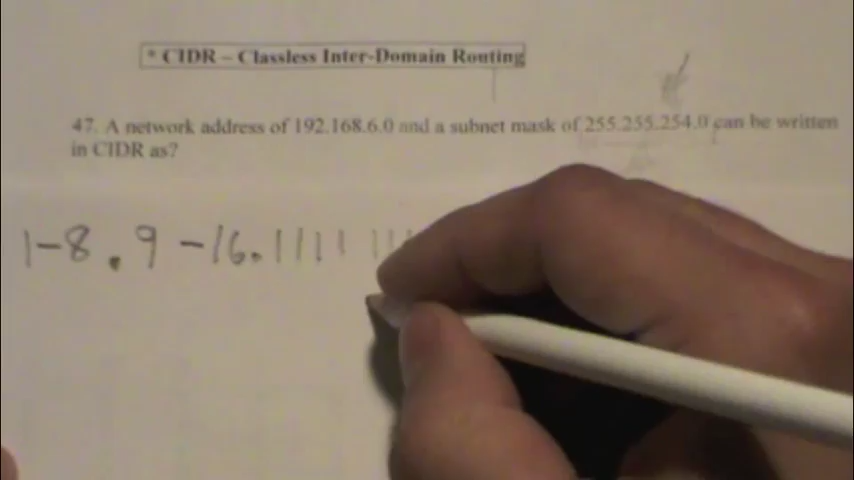 * CIDR – Classless Inter-Domain Routing
47. A network address of 192.168.6.0 and a subnet mask of 255.255.254.0 can be written
in CIDR as?
1-8 . 9 -16. 1111 111